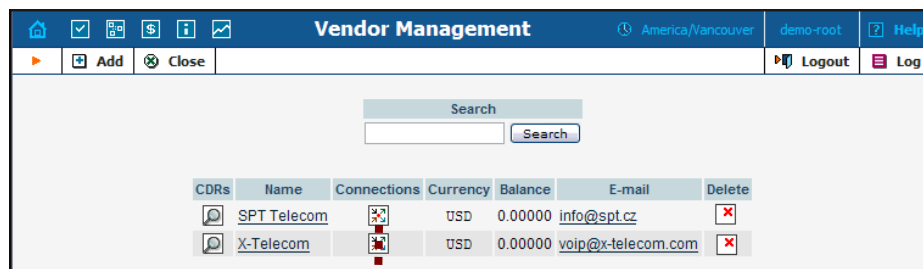 Vendor Management America/Vancouver demo-root Help
Add Close Logout Log
Search
Search
CDRs Name Connections Currency Balance E-mail Delete
SPT Telecom USD 0.00000 info@spt.cz
X-Telecom USD 0.00000 voip@x-telecom.com